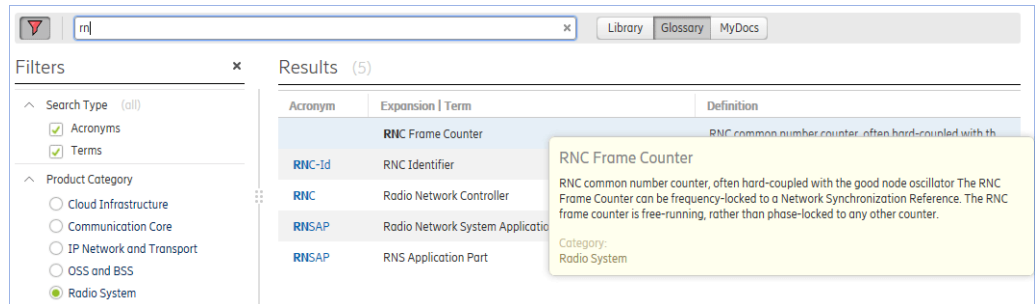 rn
Library Glossary MyDocs
Filters
Search Type (all)
Acronyms
Terms
Product Category
Cloud Infrastructure
Communication Core
IP Network and Transport
OSS and BSS
Radio System
Results (5)
Acronym Expansion | Term Definition
RNC Frame Counter RNC common number counter, often hard-coupled with th
RNC-Id RNC Identifier
RNC Radio Network Controller
RNSAP Radio Network System Applicatio
RNSAP RNS Application Part
RNC Frame Counter
RNC common number counter, often hard-coupled with the good node oscillator The RNC
Frame Counter can be frequency-locked to a Network Synchronization Reference. The RNC
frame counter is free-running, rather than phase-locked to any other counter.
Category:
Radio System